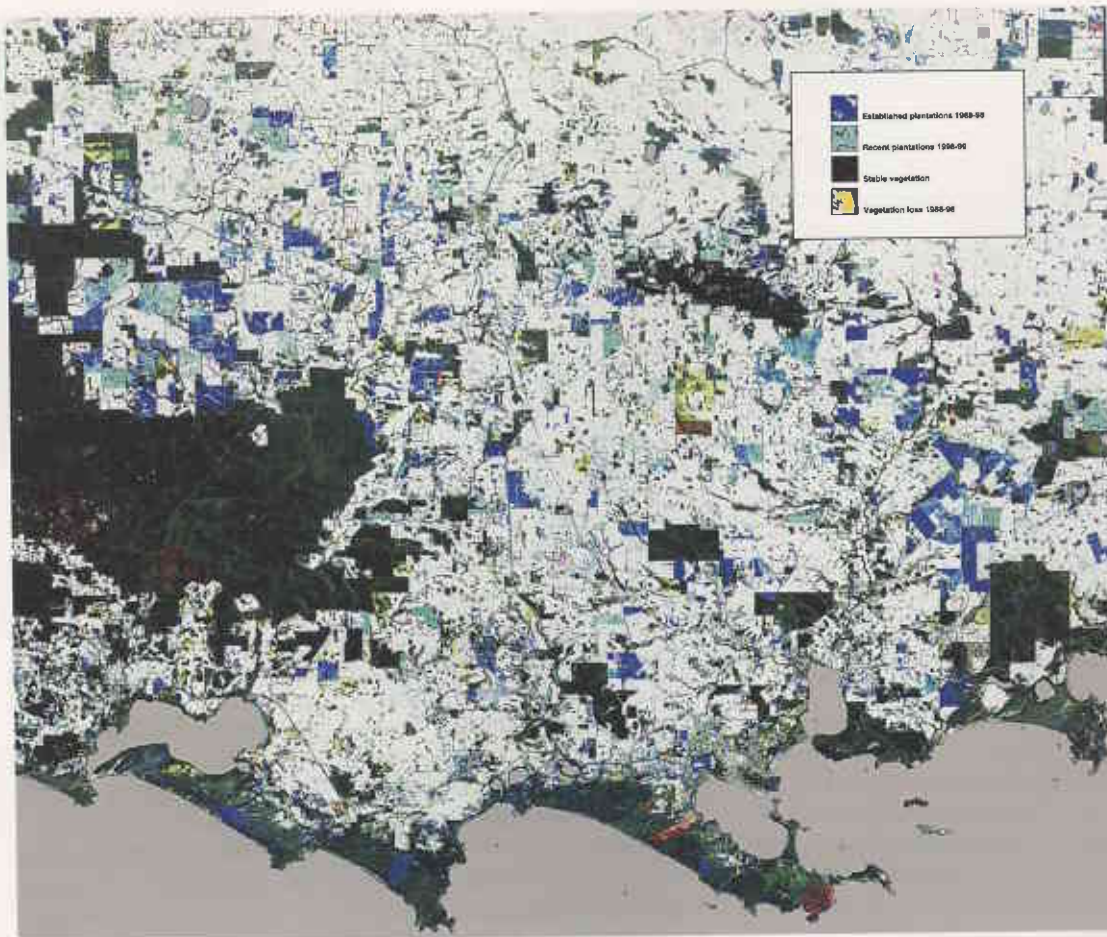 Established plantations 1988-98
Recent plantations 1998-99
Stable vegetation
Vegetation loss 1988-98